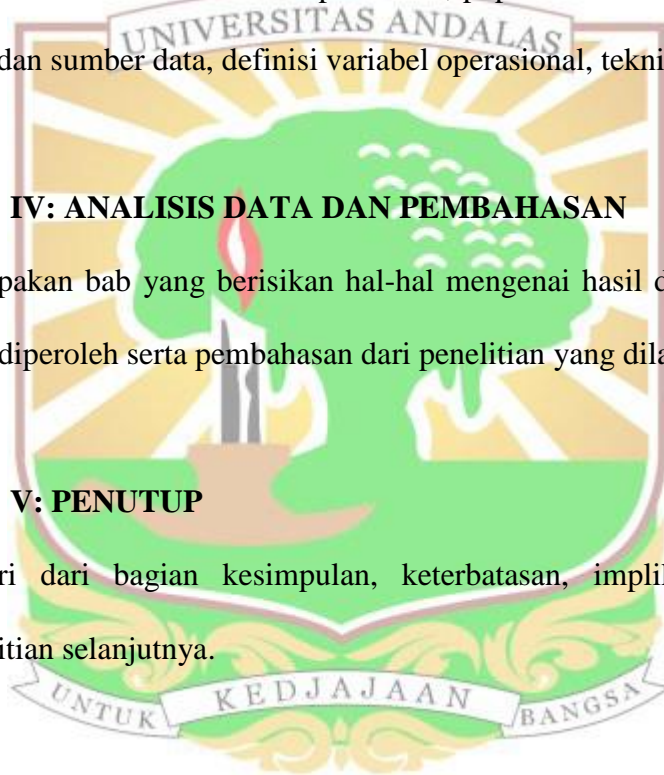 UNIVERSITAS ANDALAS
dan sumber data, definisi variabel operasional, tekni
IV: ANALISIS DATA DAN PEMBAHASAN
pakan bab yang berisikan hal-hal mengenai hasil d
diperoleh serta pembahasan dari penelitian yang dila
V: PENUTUP
ri dari bagian kesimpulan, keterbatasan, impli
itian selanjutnya.
UNTUK KEDJAJAAN BANGSA